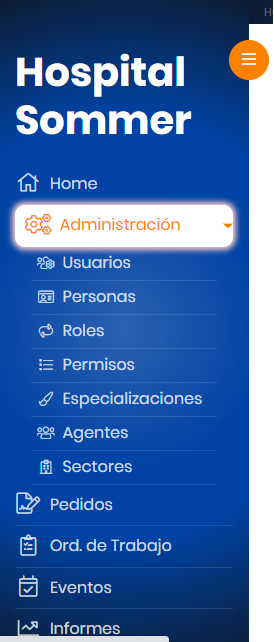 Hospital
Sommer
Home
Administración
Usuarios
Personas
Roles
Permisos
Especializaciones
Agentes
Sectores
Pedidos
Ord. de Trabajo
Eventos
Informes